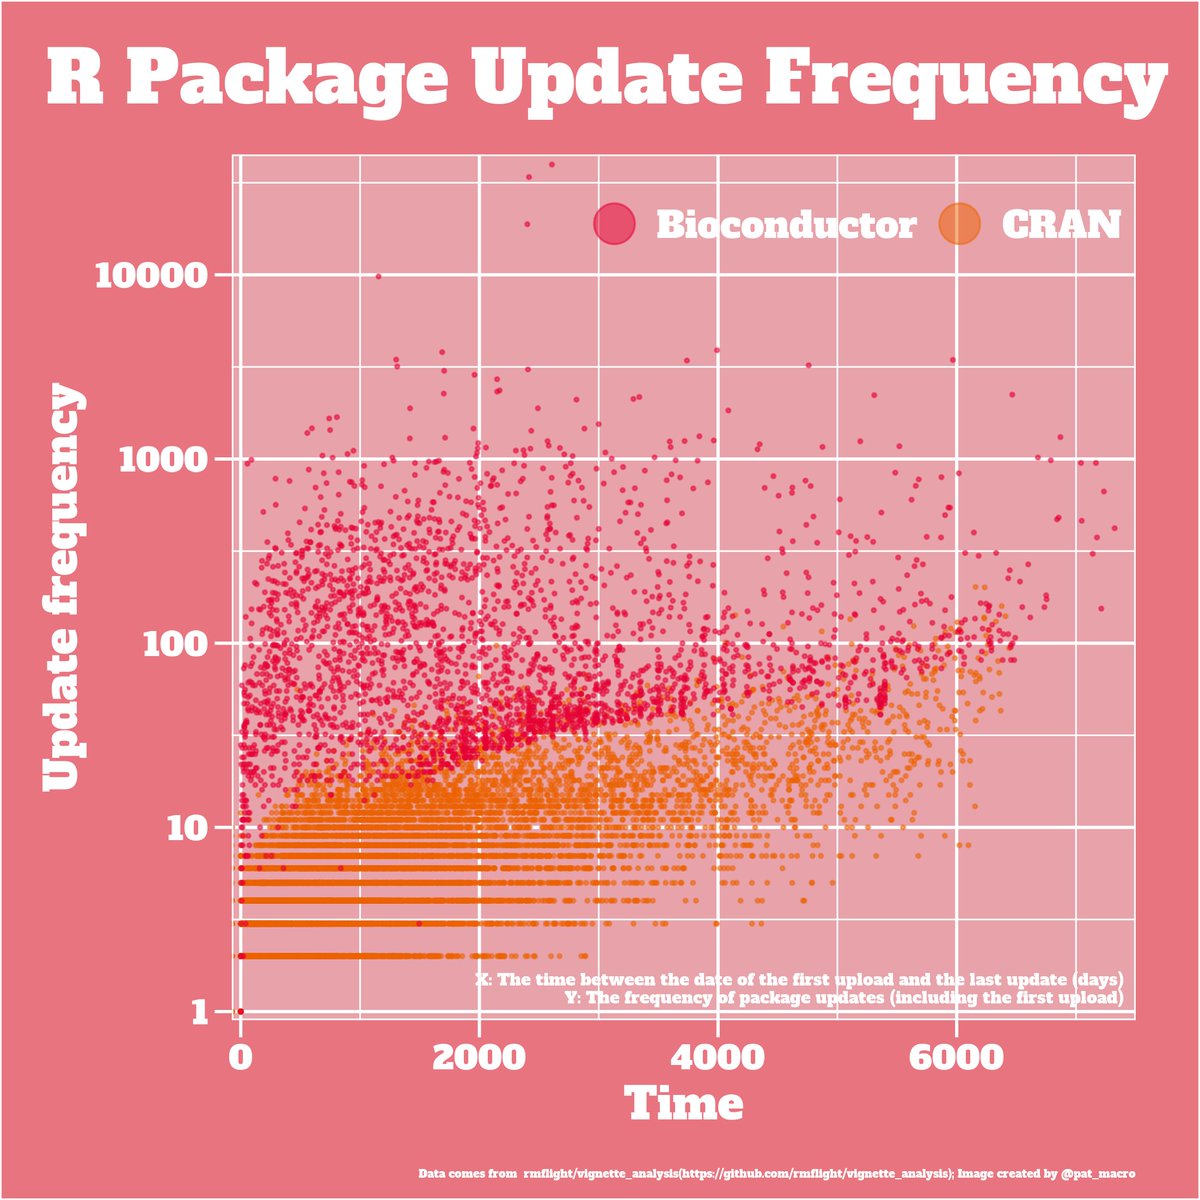 R Package Update Frequency
Bioconductor CRAN
10000
1000
100
10
1
Update frequency
X: The time between the date of the first upload and the last update (days)
Y: The frequency of package updates (including the first upload)
0 2000 4000 6000
Time
Data comes from rmflight/vignette_analysis(https://github.com/rmflight/vignette_analysis); Image created by @pat_macro